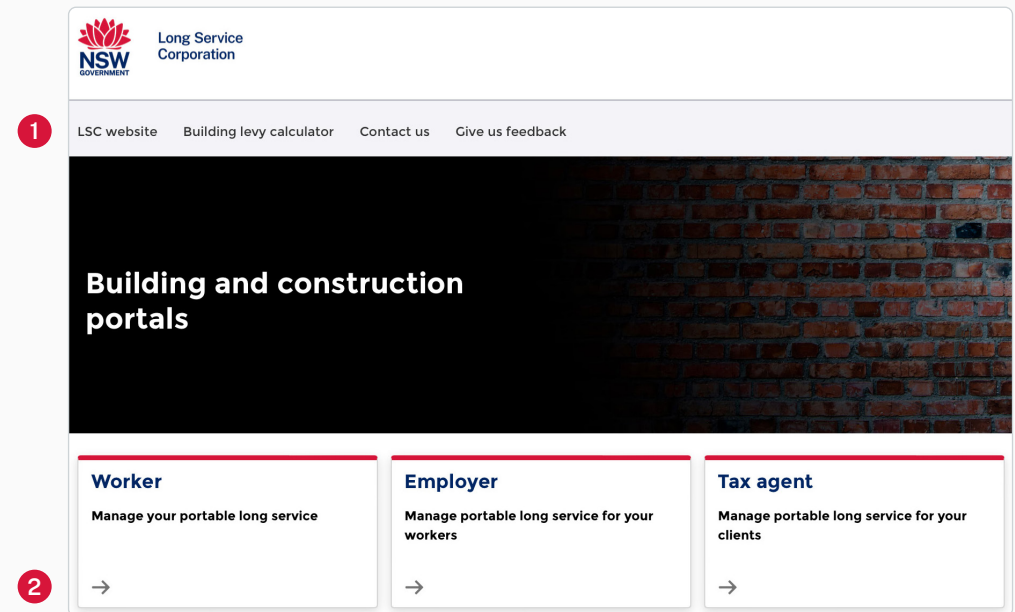 NSW
GOVERNMENT
Long Service
Corporation
1
LSC website Building levy calculator Contact us Give us feedback
Building and construction
portals
Worker
Manage your portable long service
Employer
Manage portable long service for your
workers
Tax agent
Manage portable long service for your
clients
2